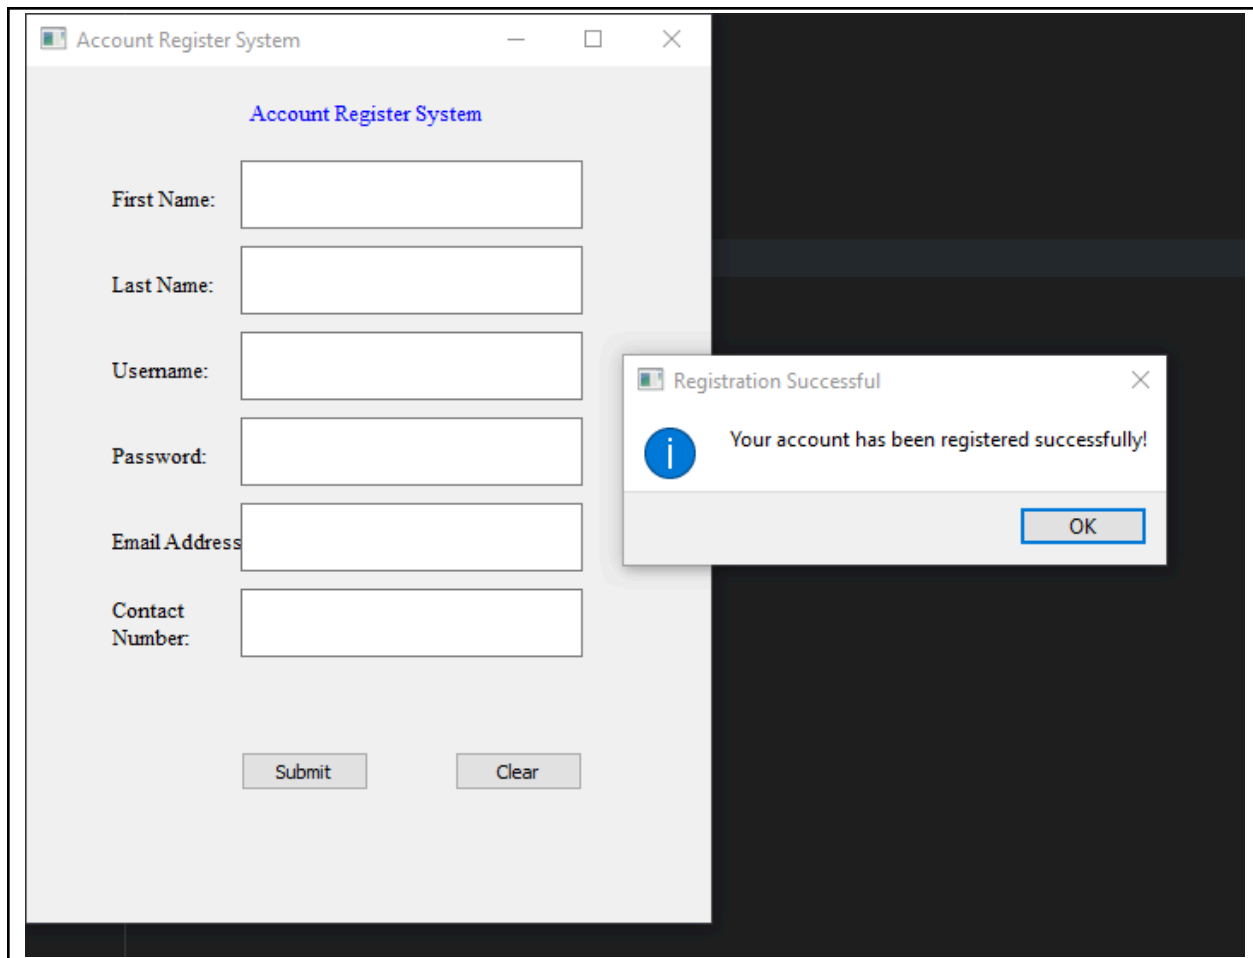 Account Register System
Account Register System
First Name:
Last Name:
Username:
Password:
Email Address
Contact
Number:
Submit
Clear
Registration Successful
Your account has been registered successfully!
OK